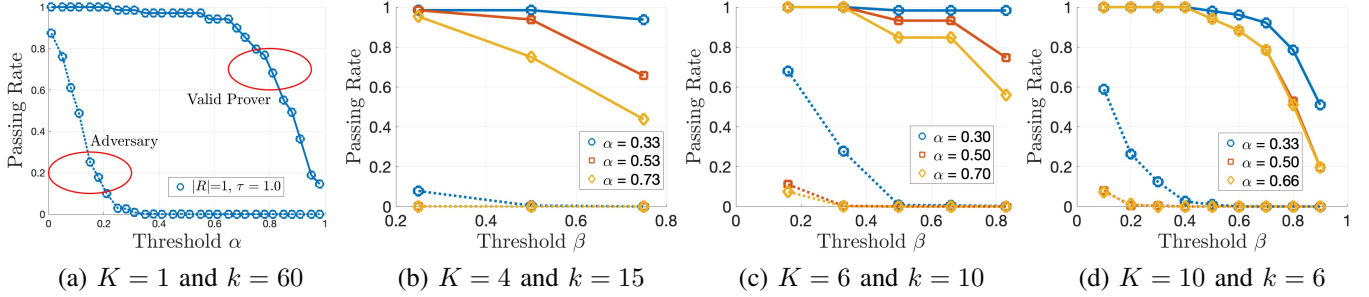 Passing Rate
1
0.8
0.6
0.4
0.2
0
Valid Prover
Adversary
|R|=1, τ = 1.0
0 0.2 0.4 0.6 0.8 1
Threshold α
(a) K = 1 and k = 60
Passing Rate
1
0.8
0.6
0.4
0.2
0
α = 0.33
α = 0.53
α = 0.73
0.2 0.4 0.6 0.8
Threshold β
(b) K = 4 and k = 15
Passing Rate
1
0.8
0.6
0.4
0.2
0
α = 0.30
α = 0.50
α = 0.70
0.2 0.4 0.6 0.8
Threshold β
(c) K = 6 and k = 10
Passing Rate
1
0.8
0.6
0.4
0.2
0
α = 0.33
α = 0.50
α = 0.66
0 0.2 0.4 0.6 0.8 1
Threshold β
(d) K = 10 and k = 6